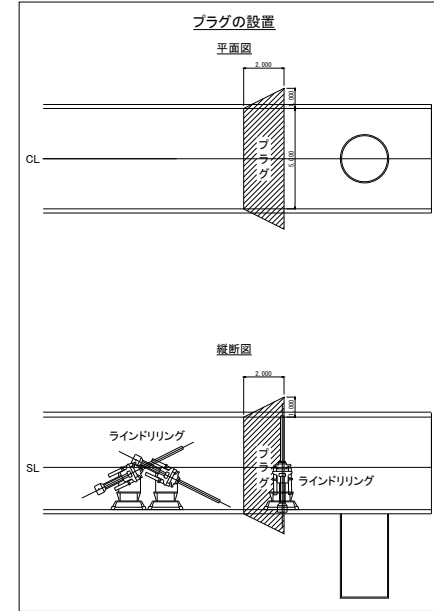 プラグの設置
平面図
2,000
1,000
CL
プラグ
5,000
縦断図
2,000
1,000
ラインドリリング
SL
プラグ
ラインドリリング